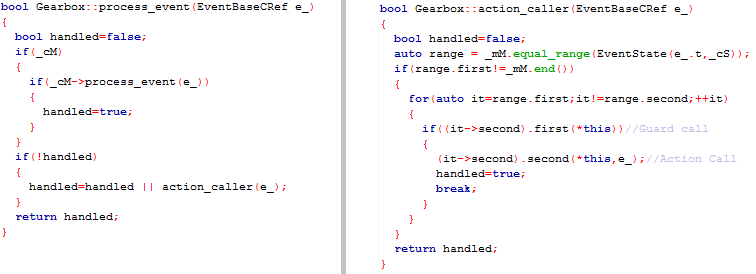 bool Gearbox::process_event(EventBaseCRef e_)
{
bool handled=false;
if(_cM)
{
if(_cM->process_event(e_))
{
handled=true;
}
}
if(!handled)
{
handled=handled || action_caller(e_);
}
return handled;
}
bool Gearbox::action_caller(EventBaseCRef e_)
{
bool handled=false;
auto range = _mM.equal_range(EventState(e_.t,_cS));
if(range.first!=_mM.end())
{
for(auto it=range.first;it!=range.second;++it)
{
if((it->second).first(*this))//Guard call
{
(it->second).second(*this,e_);//Action Call
handled=true;
break;
}
}
}
return handled;
}